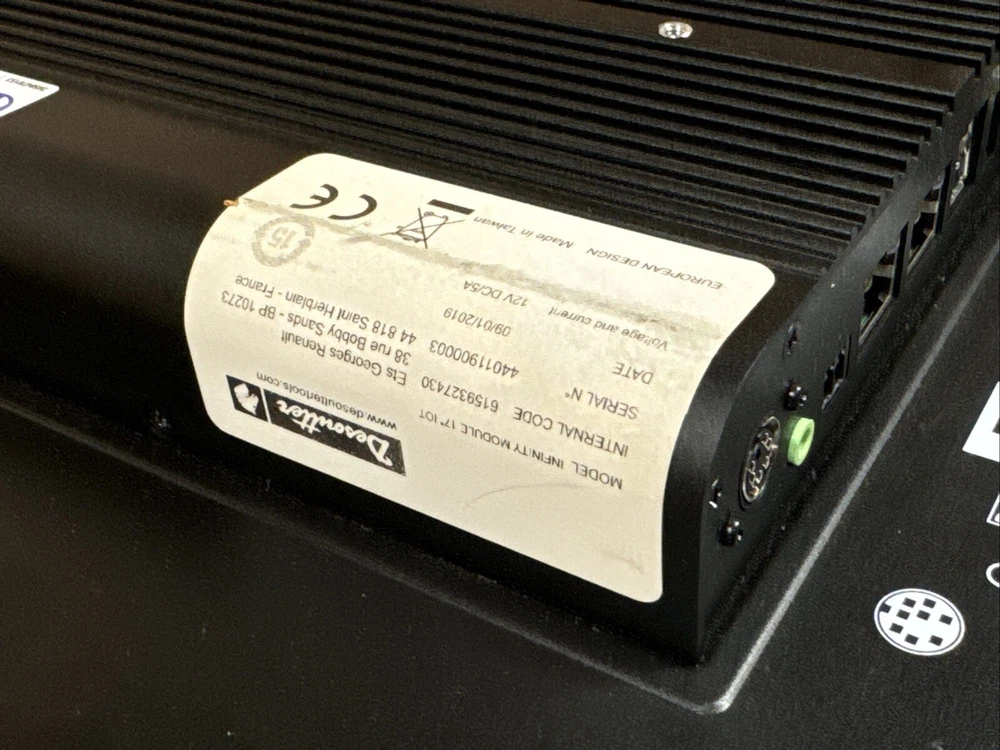 Desoutter
www.desouttertools.com
Ets Georges Renault
38 rue Bobby Sands - BP 10273
44 818 Saint Herblain - France
MODEL INFINITY MODULE 17" IOT
INTERNAL CODE 6159327430
SERIAL N° 44011900003
DATE 09/01/2019
Voltage and current 12V DC/5A
EUROPEAN DESIGN Made in Taiwan
15
CE